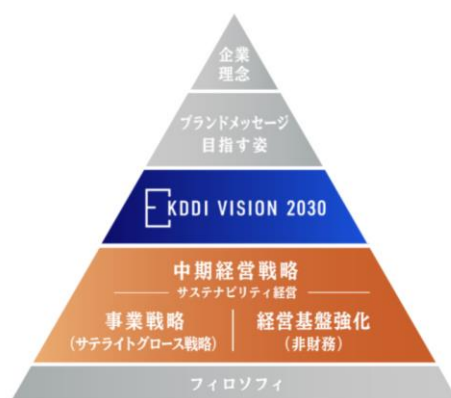 企業
理念
ブランドメッセージ
目指す姿
KDDI VISION 2030
中期経営戦略
サステナビリティ経営
事業戦略
(サテライトグロース戦略)
経営基盤強化
(非財務)
フィロソフィ